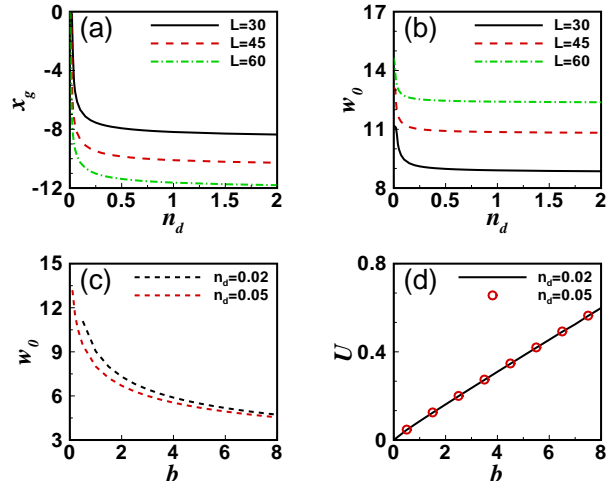 (a)
L=30
L=45
L=60
0
-4
-8
-12
x_g
0
0.5
1
1.5
2
n_d
(b)
L=30
L=45
L=60
17
14
11
8
w_0
0
0.5
1
1.5
2
n_d
(c)
n_d=0.02
n_d=0.05
15
12
9
6
3
w_0
0
2
4
6
8
b
(d)
n_d=0.02
n_d=0.05
0.8
0.4
0
U
0
2
4
6
8
b